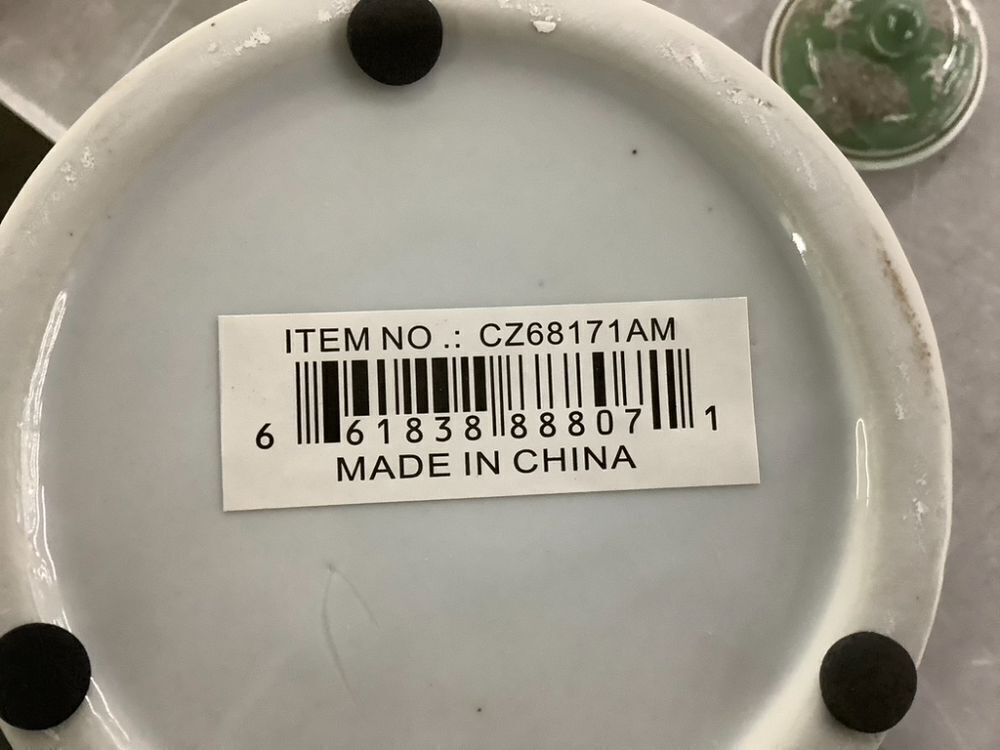 ITEM NO .: CZ68171AM
6 61838 88807 1
MADE IN CHINA